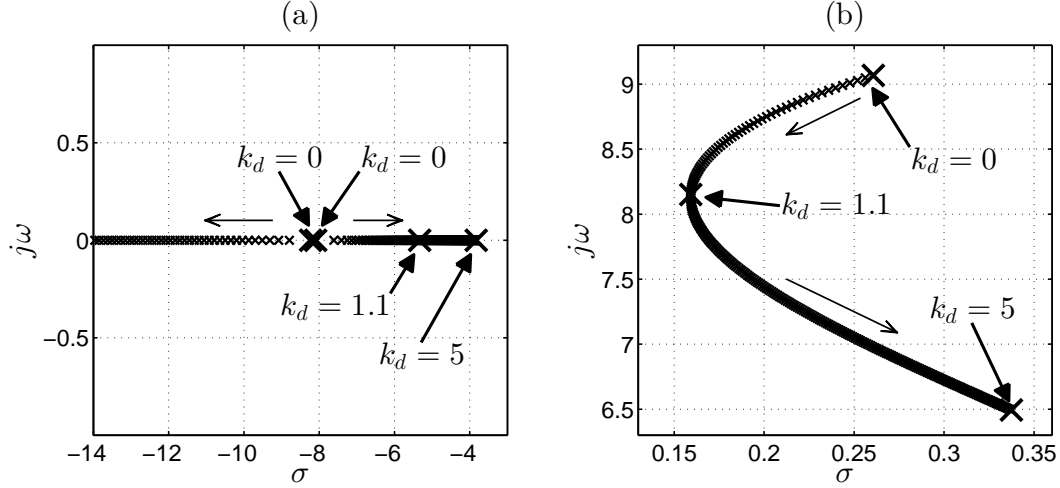 (a)
0.5
0
−0.5
jω
k_d = 0
k_d = 0
k_d = 1.1
k_d = 5
−14
−12
−10
−8
−6
−4
σ
(b)
9
8.5
8
7.5
7
6.5
jω
k_d = 0
k_d = 1.1
k_d = 5
0.15
0.2
0.25
0.3
0.35
σ